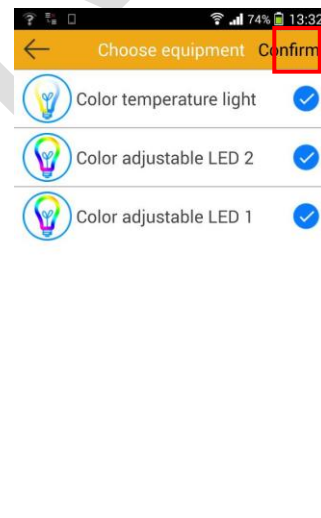 74% 13:32
Choose equipment Confirm
Color temperature light
Color adjustable LED 2
Color adjustable LED 1